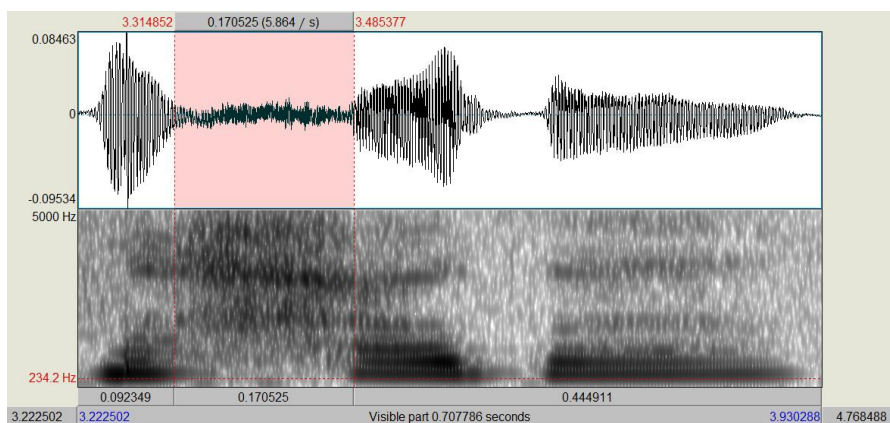 3.314852 0.170525 (5.864 / s) 3.485377
0.08463
0
-0.09534
5000 Hz
234.2 Hz
0.092349 0.170525 0.444911
3.222502 3.222502 Visible part 0.707786 seconds 3.930288 4.768488